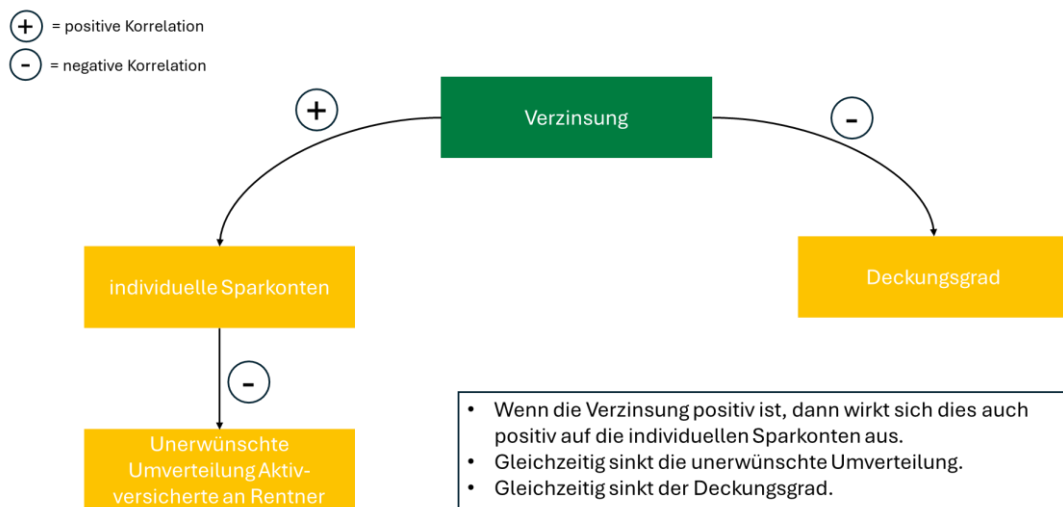 + = positive Korrelation
- = negative Korrelation
+
Verzinsung
-
individuelle Sparkonten
Deckungsgrad
-
Unerwünschte
Umverteilung Aktiv-
versicherte an Rentner
• Wenn die Verzinsung positiv ist, dann wirkt sich dies auch
positiv auf die individuellen Sparkonten aus.
• Gleichzeitig sinkt die unerwünschte Umverteilung.
• Gleichzeitig sinkt der Deckungsgrad.